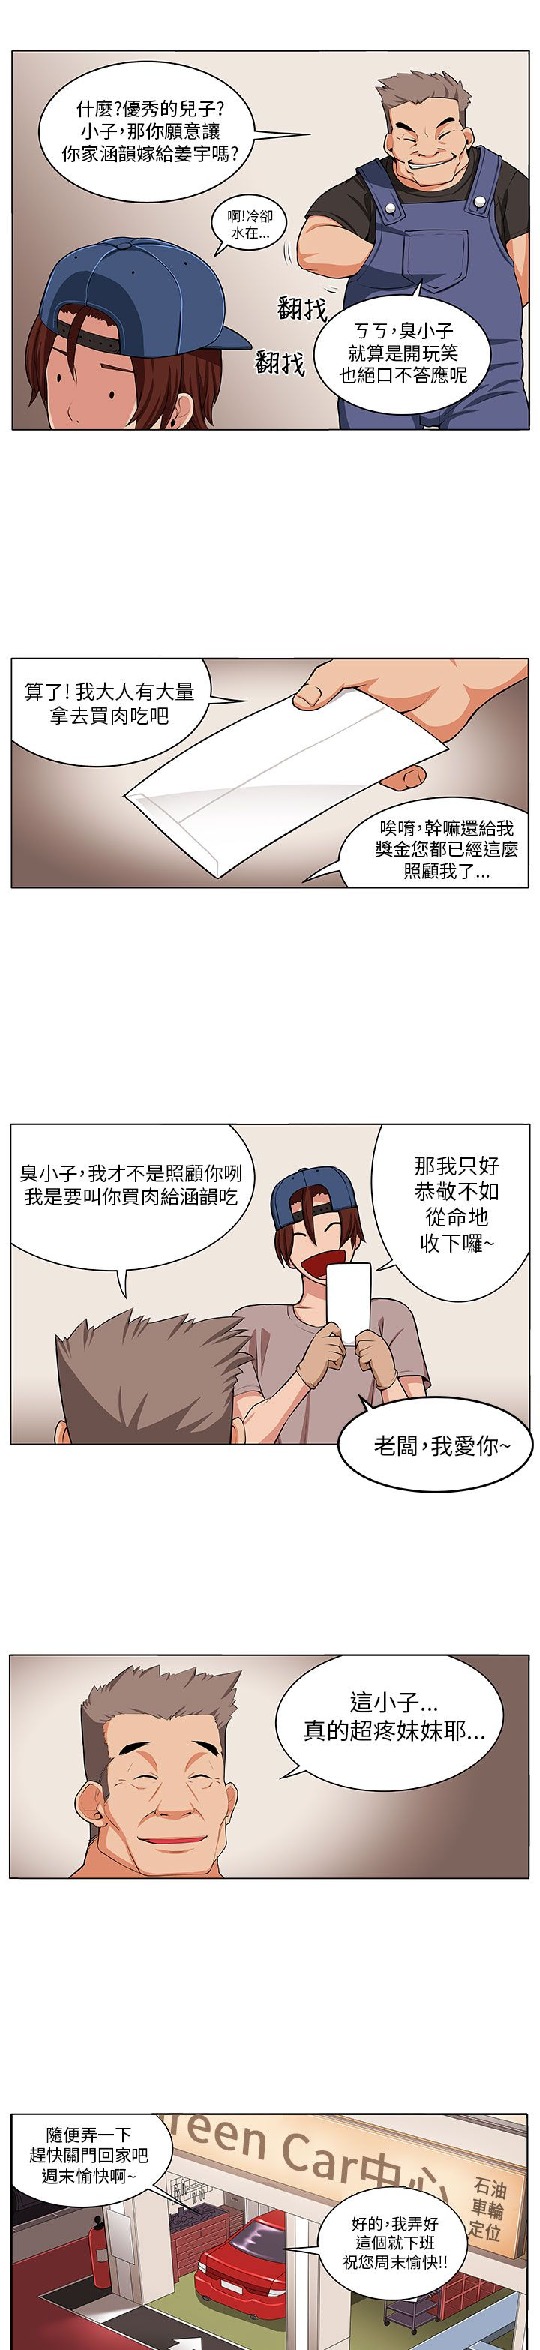 什麼?優秀的兒子?
小子,那你願意讓
你家涵韻嫁給姜宇嗎?
啊!冷卻
水在...
翻找
翻找
ㄎㄎ,臭小子
就算是開玩笑
也絕口不答應呢
算了!我大人有大量
拿去買肉吃吧
唉唷,幹嘛還給我
獎金您都已經這麼
照顧我了...
臭小子,我才不是照顧你咧
我是要叫你買肉給涵韻吃
那我只好
恭敬不如
從命地
收下囉~
老闆,我愛你~
這小子...
真的超疼妹妹耶...
隨便弄一下
趕快關門回家吧
週末愉快啊~
reen Car中心
石油
車輪
定位
好的,我弄好
這個就下班
祝您周末愉快!!